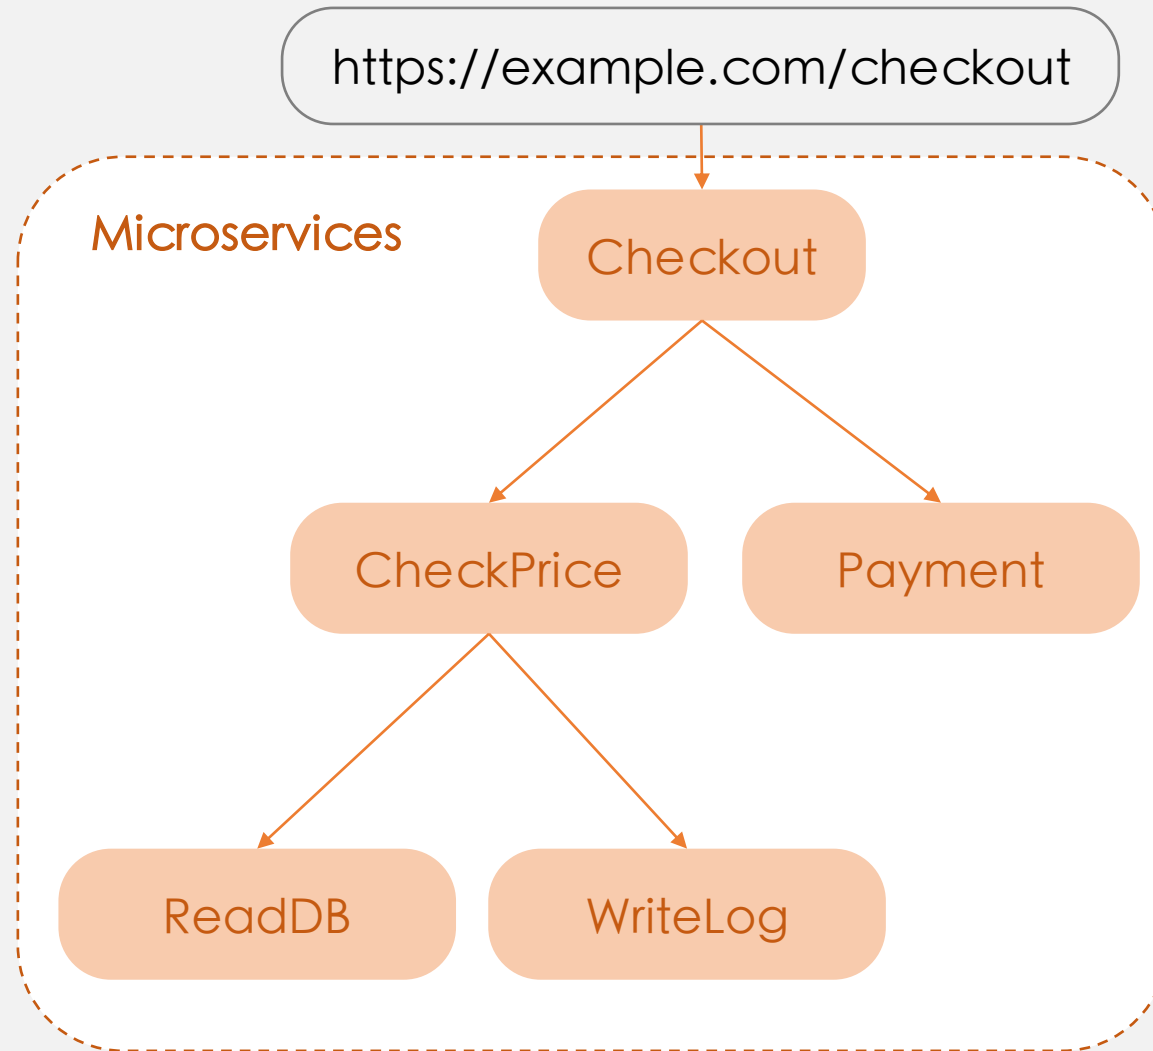 https://example.com/checkout
Microservices
Checkout
CheckPrice
Payment
ReadDB
WriteLog